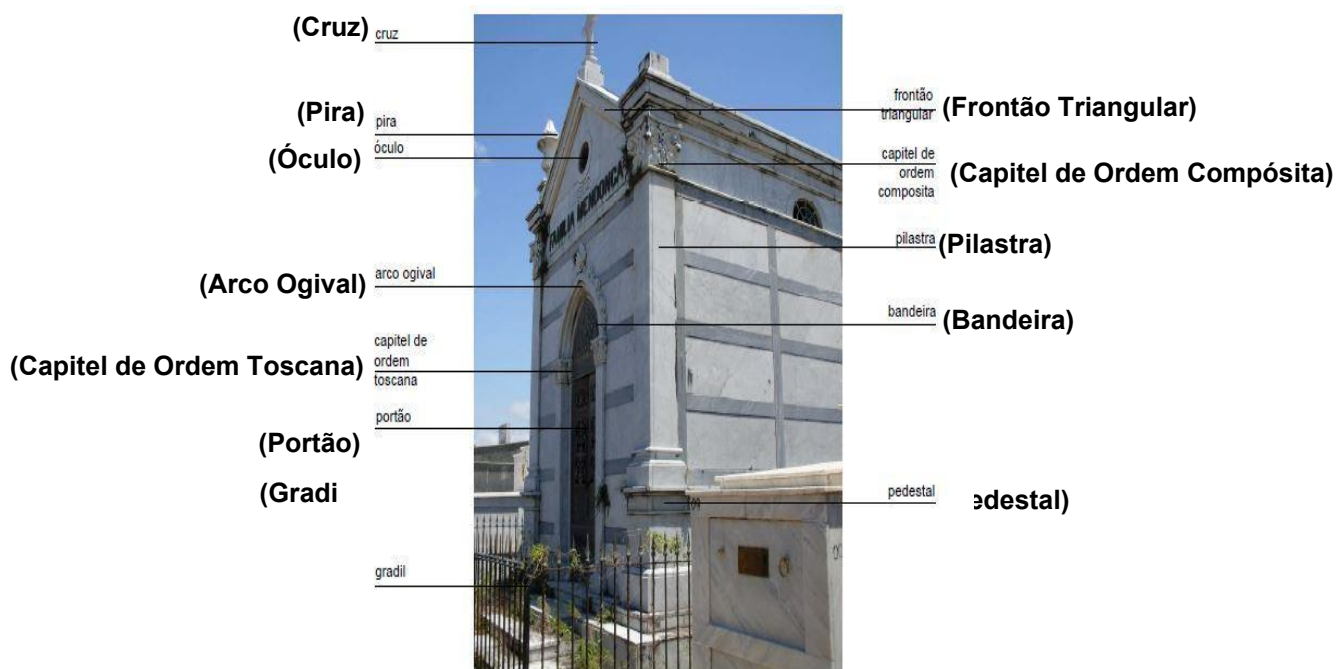 (Cruz)
cruz
(Pira)
pira
(Óculo)
óculo
(Arco Ogival)
arco ogival
(Capitel de Ordem Toscana)
capitel de
ordem
toscana
portão
(Portão)
(Gradi
gradil
frontão
triangular
(Frontão Triangular)
capitel de
ordem
composita
(Capitel de Ordem Compósita)
pilastra
(Pilastra)
bandeira
(Bandeira)
pedestal
edestal)
FAMILIA MENDONÇA